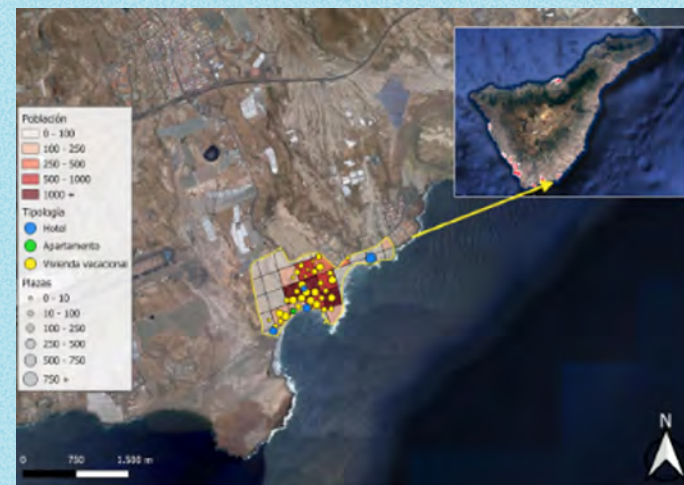 Población
0 - 100
100 - 250
250 - 500
500 - 1000
1000 +
Tipología
Hotel
Apartamento
Vivienda vacacional
Plazas
0 - 10
10 - 100
100 - 250
250 - 500
500 - 750
750 +
0 750 1.500 m
N